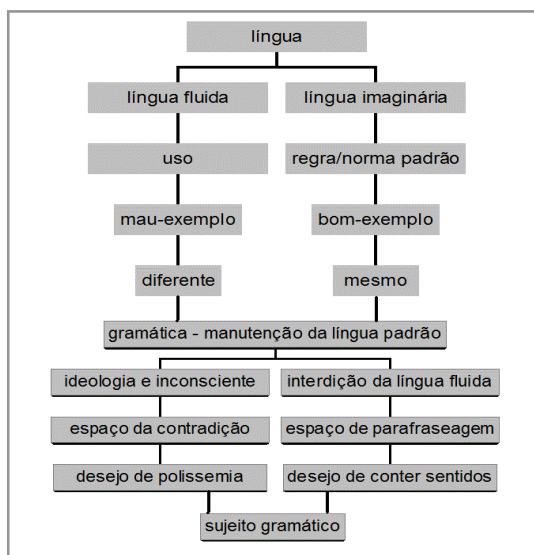 língua
língua fluida
língua imaginária
uso
regra/norma padrão
mau-exemplo
bom-exemplo
diferente
mesmo
gramática - manutenção da língua padrão
ideologia e inconsciente
interdição da língua fluida
espaço da contradição
espaço de parafraseagem
desejo de polissemia
desejo de conter sentidos
sujeito gramático